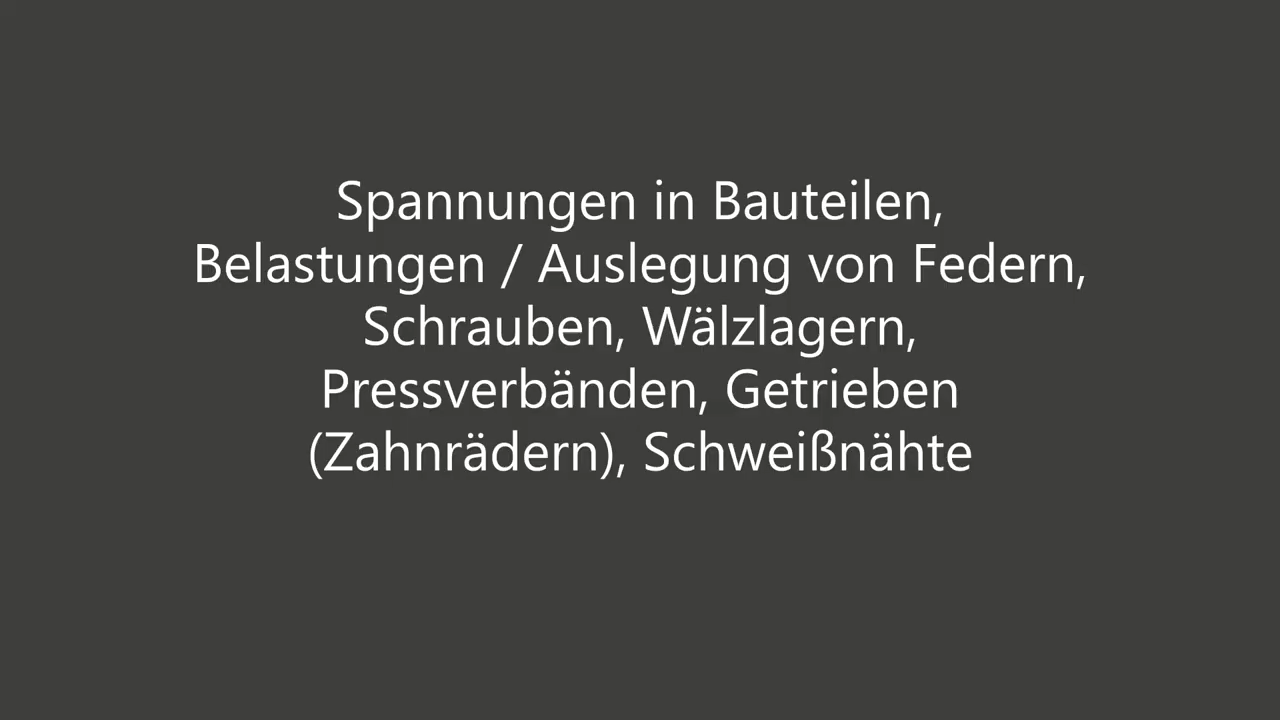 Spannungen in Bauteilen,
Belastungen / Auslegung von Federn,
Schrauben, Wälzlagern,
Pressverbänden, Getrieben
(Zahnrädern), Schweißnähte